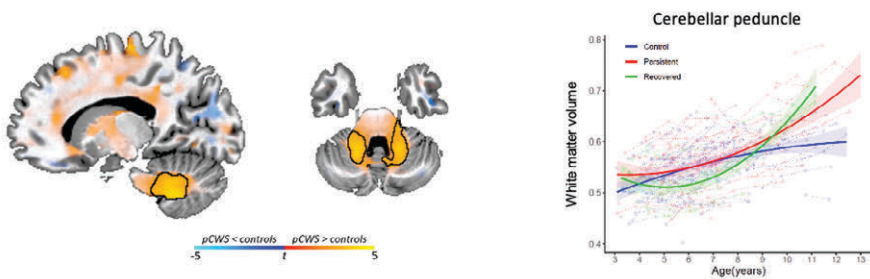 Cerebellar peduncle
0.8
0.7
0.6
0.5
0.4
White matter volume
Control
Persistent
Recovered
3 4 5 6 7 8 9 10 11 12 13
Age(years)
pCWS < controls pCWS > controls
-5 t 5